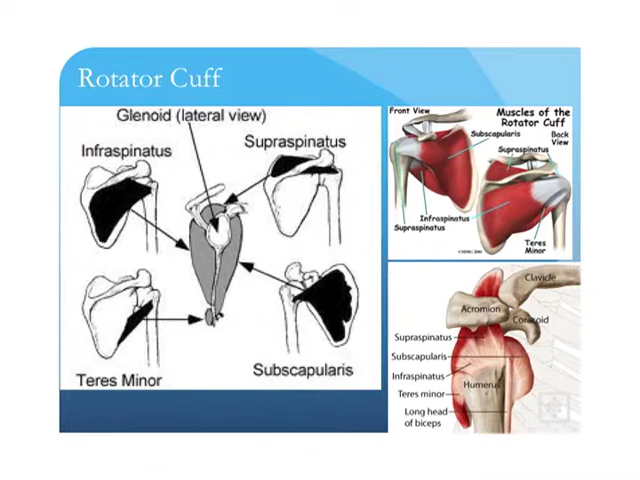 Rotator Cuff
Glenoid (lateral view)
Infraspinatus
Supraspinatus
Teres Minor
Subscapularis
Front View
Muscles of the
Rotator Cuff
Subscapularis
Back
View
Supraspinatus
Infraspinatus
Supraspinatus
Teres
Minor
Clavicle
Acromion
Coracoid
Supraspinatus
Subscapularis
Infraspinatus
Humerus
Teres minor
Long head
of biceps